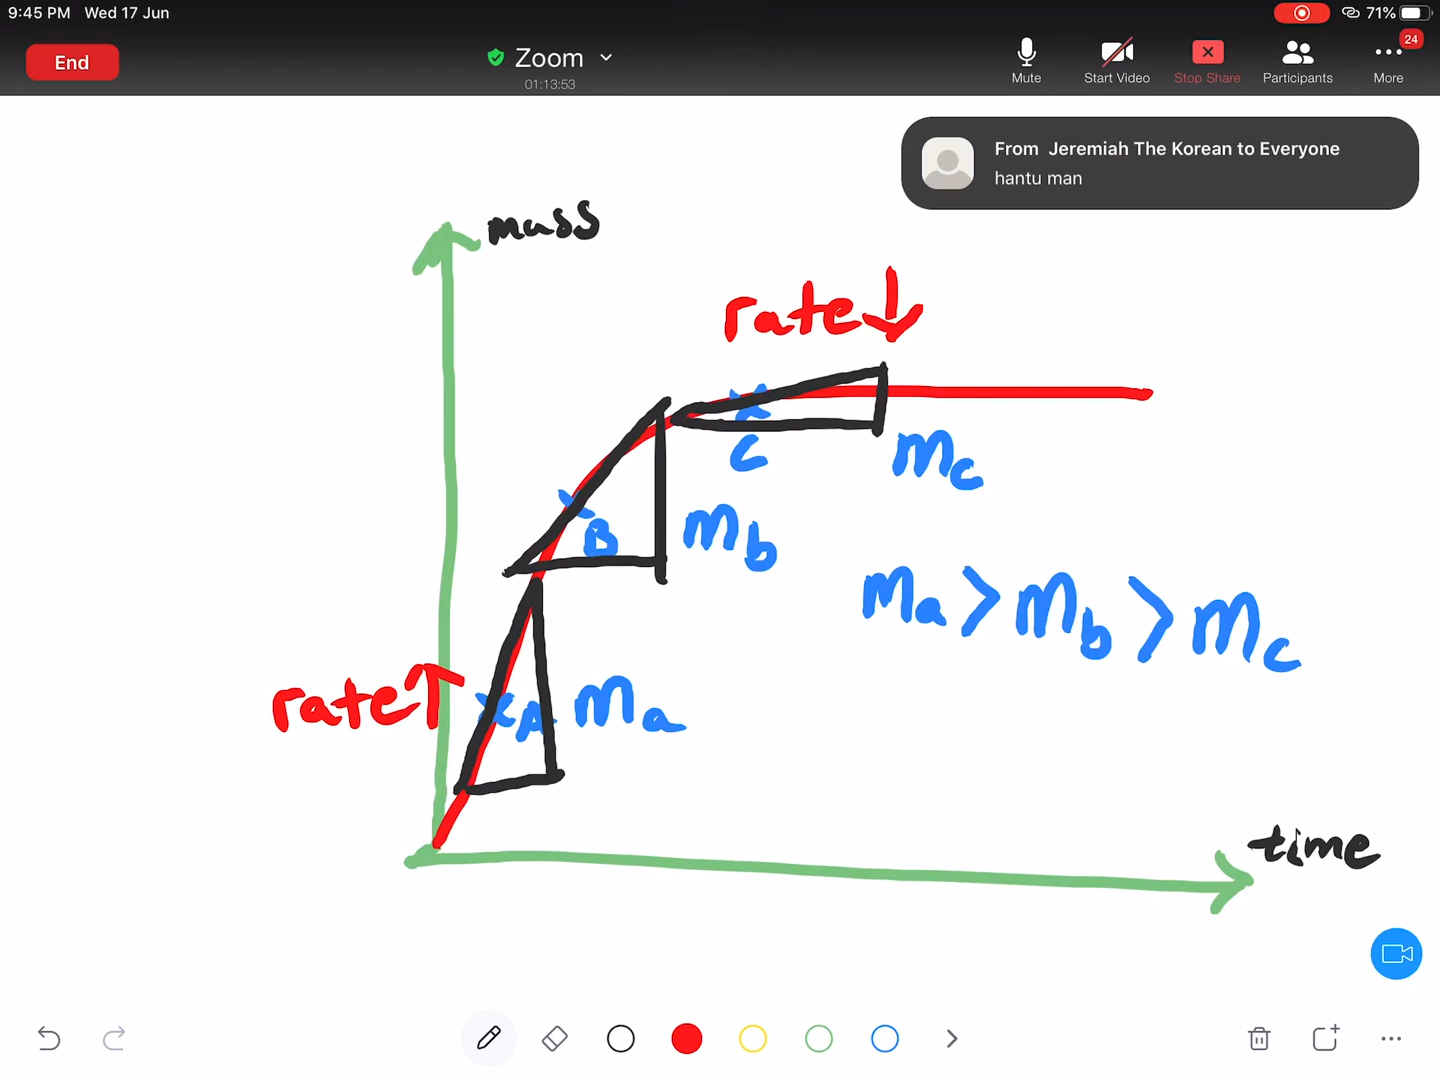 9:45 PM Wed 17 Jun
71%
End
Zoom
01:13:53
Mute
Start Video
Stop Share
Participants
More
24
From Jeremiah The Korean to Everyone
hantu man
mass
rate↓
C
mc
B
mb
ma > mb > mc
rate↑
x A
ma
time